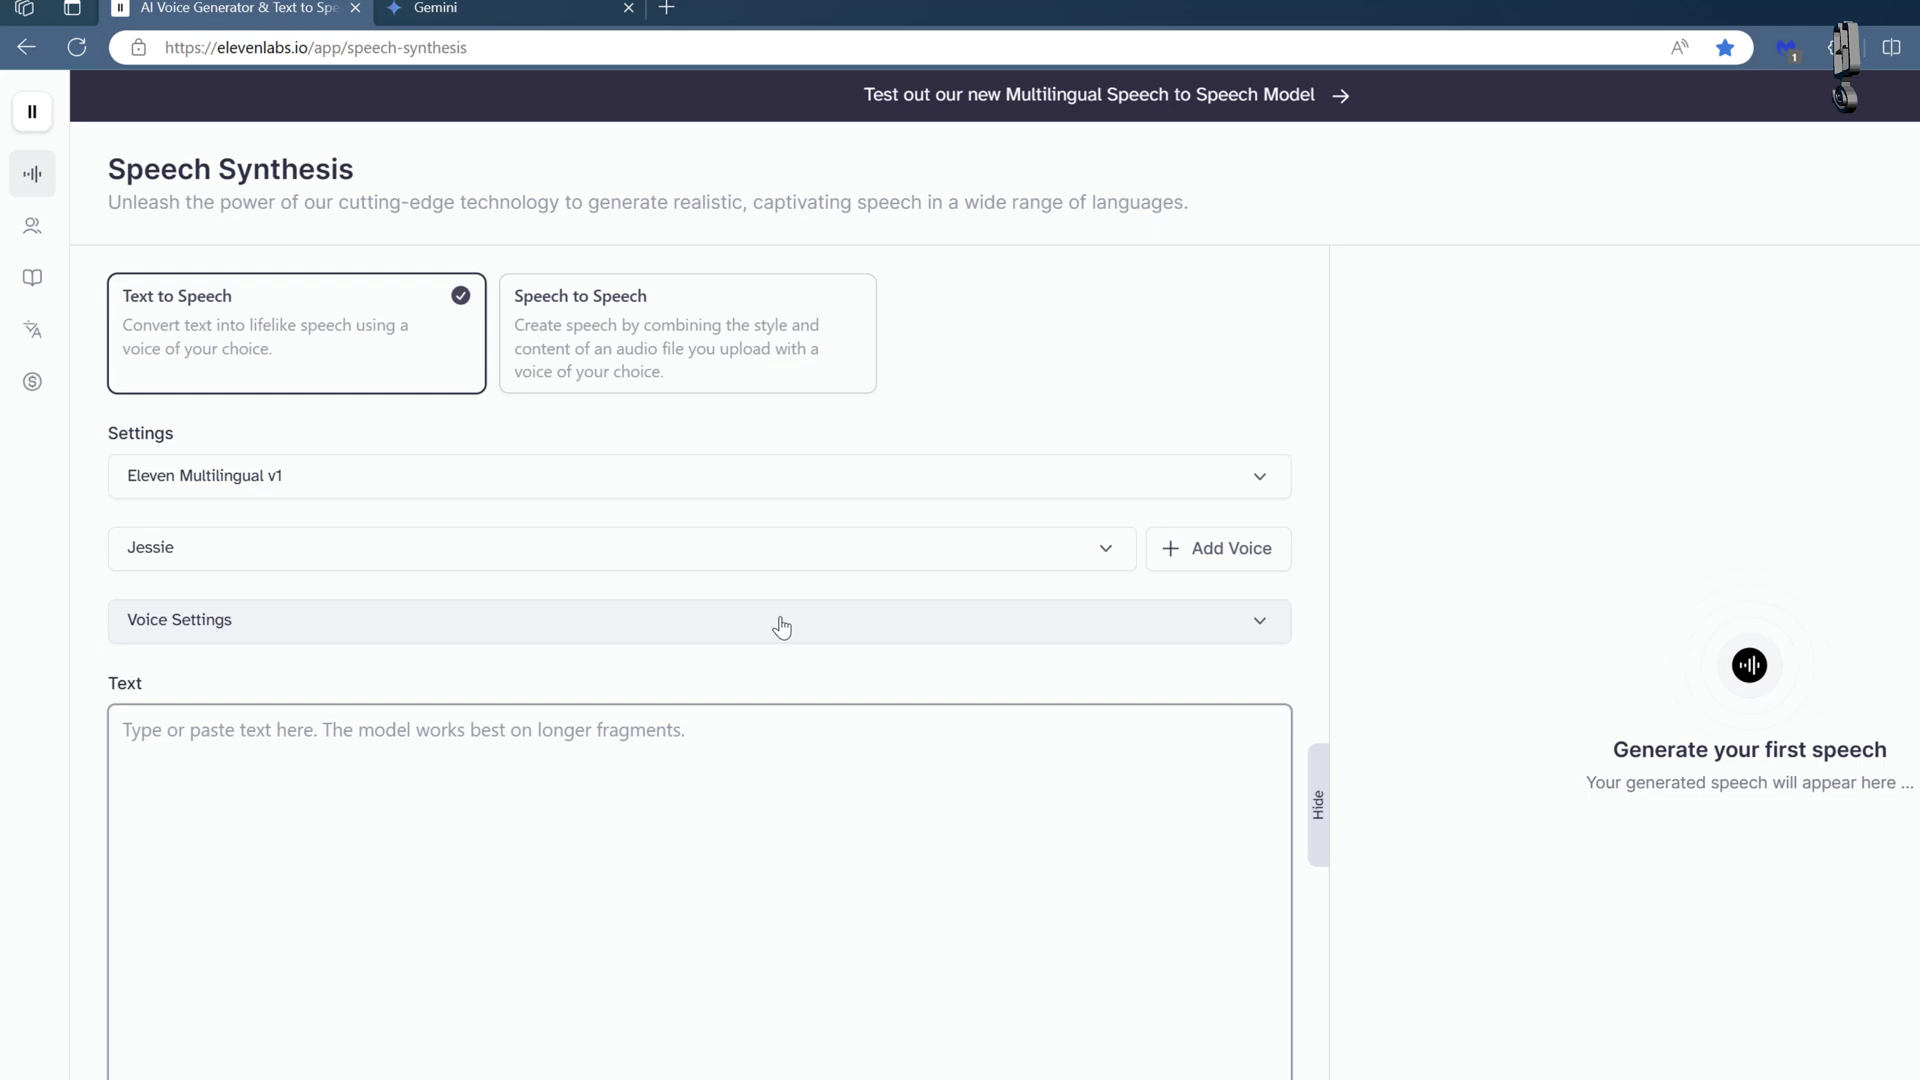 AI Voice Generator & Text to Spe
Gemini
https://elevenlabs.io/app/speech-synthesis
1
Test out our new Multilingual Speech to Speech Model →
Speech Synthesis
Unleash the power of our cutting-edge technology to generate realistic, captivating speech in a wide range of languages.
Text to Speech
Convert text into lifelike speech using a
voice of your choice.
Speech to Speech
Create speech by combining the style and
content of an audio file you upload with a
voice of your choice.
Settings
Eleven Multilingual v1
Jessie
+ Add Voice
Voice Settings
Text
Type or paste text here. The model works best on longer fragments.
Hide
Generate your first speech
Your generated speech will appear here ...